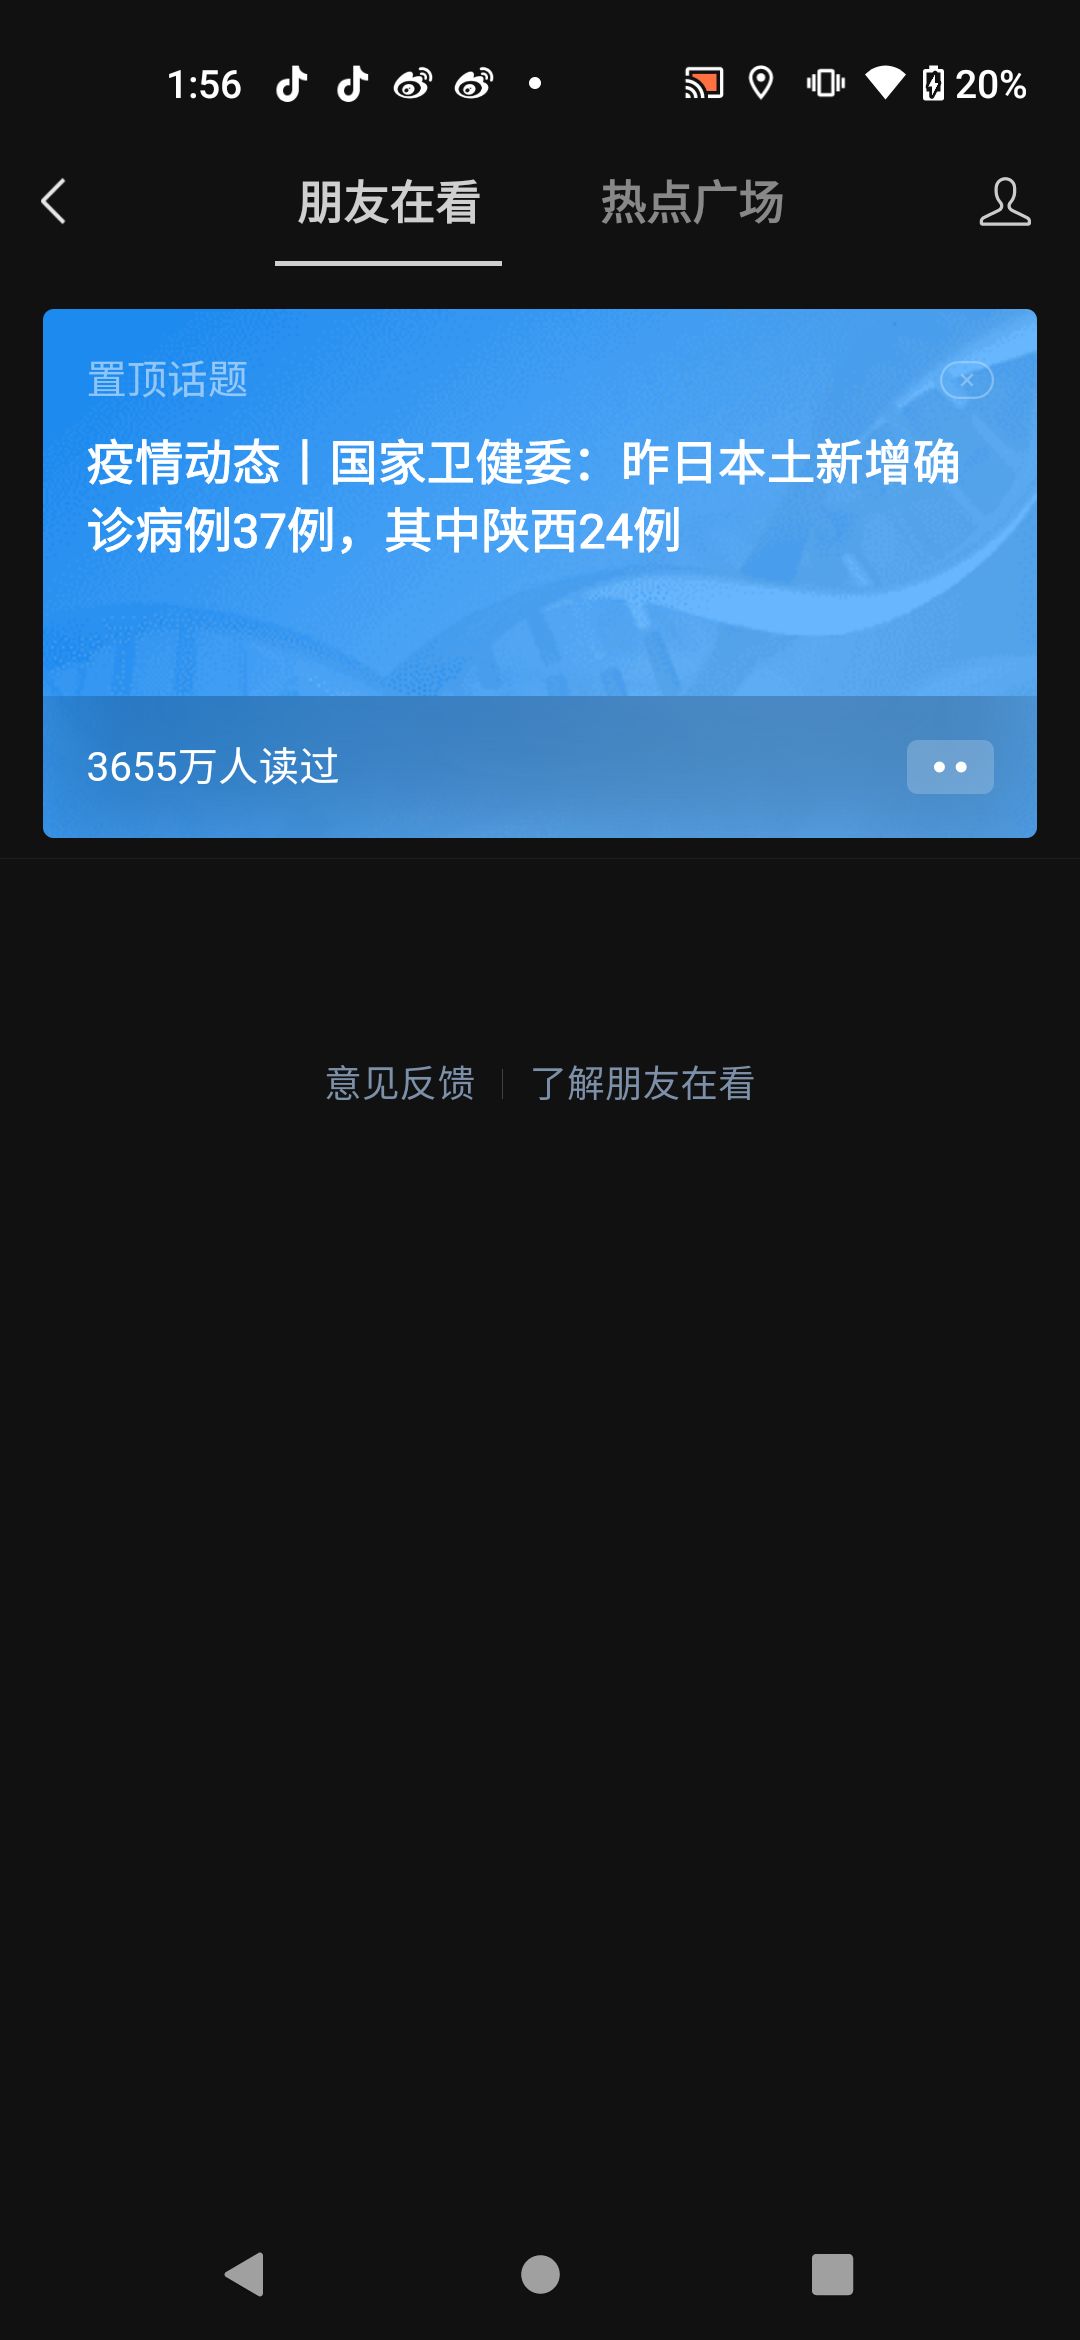 1:56
20%
朋友在看 热点广场
置顶话题
疫情动态丨国家卫健委：昨日本土新增确
诊病例37例，其中陕西24例
3655万人读过
意见反馈 | 了解朋友在看